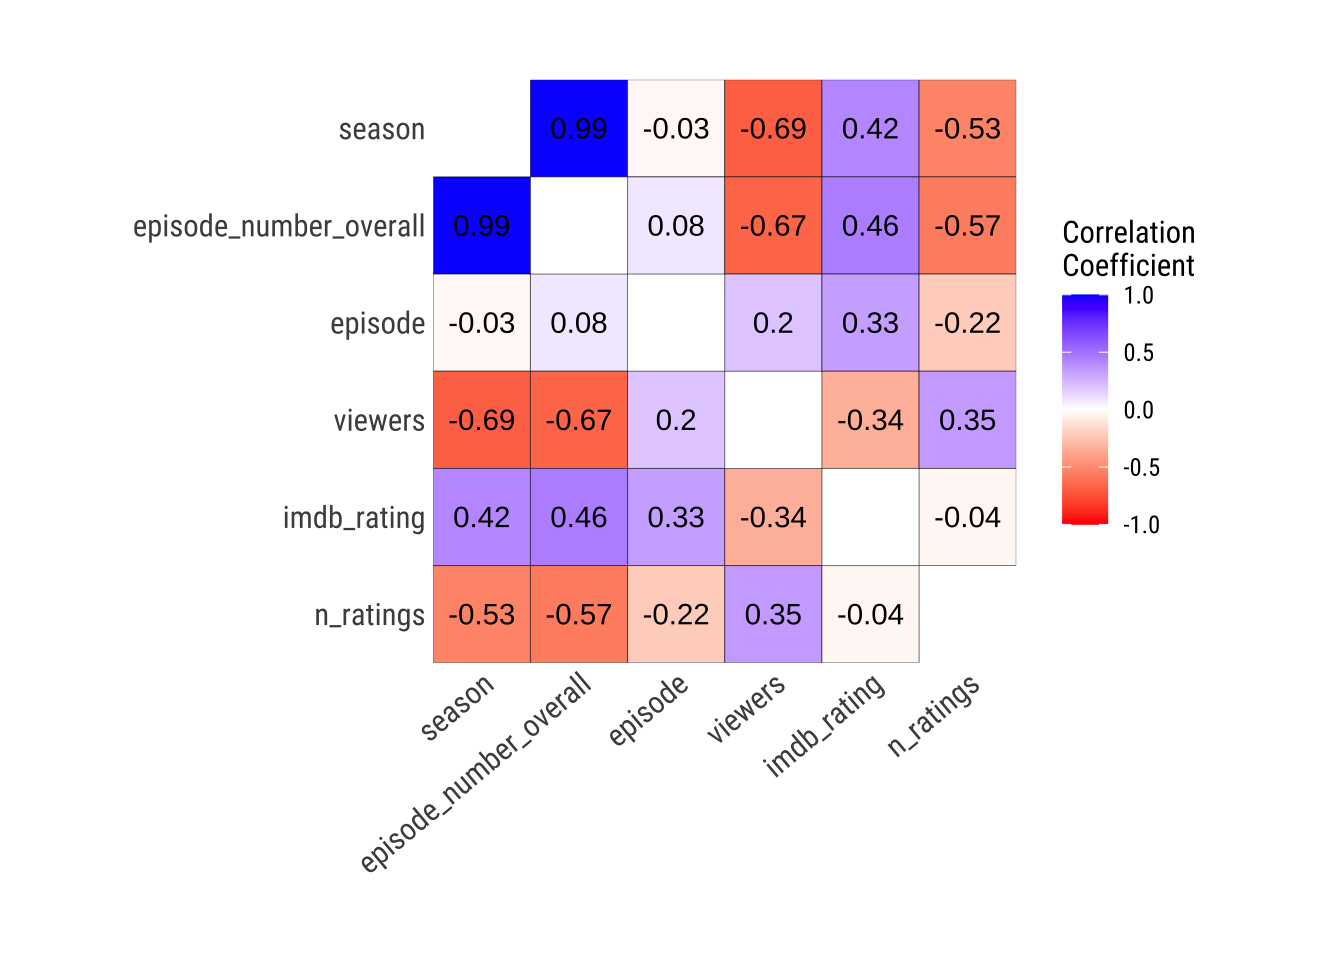 season 0.99 -0.03 -0.69 0.42 -0.53
episode_number_overall 0.99 0.08 -0.67 0.46 -0.57
episode -0.03 0.08 0.2 0.33 -0.22
viewers -0.69 -0.67 0.2 -0.34 0.35
imdb_rating 0.42 0.46 0.33 -0.34 -0.04
n_ratings -0.53 -0.57 -0.22 0.35 -0.04
season
episode_number_overall
episode
viewers
imdb_rating
n_ratings
Correlation
Coefficient
1.0
0.5
0.0
-0.5
-1.0